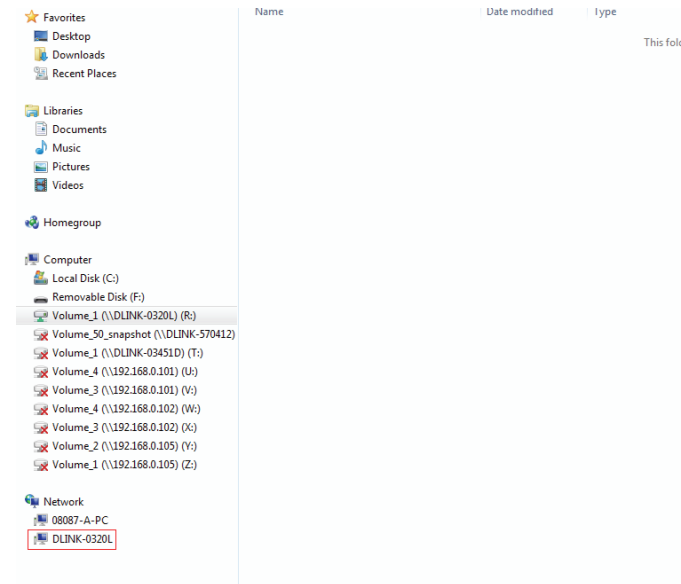 Name Date modified Type
Favorites
Desktop
Downloads
Recent Places
This fol
Libraries
Documents
Music
Pictures
Videos
Homegroup
Computer
Local Disk (C:)
Removable Disk (F:)
Volume_1 (\\DLINK-0320L) (R:)
Volume_50_snapshot (\\DLINK-570412)
Volume_1 (\\DLINK-03451D) (T:)
Volume_4 (\\192.168.0.101) (U:)
Volume_3 (\\192.168.0.101) (V:)
Volume_4 (\\192.168.0.102) (W:)
Volume_3 (\\192.168.0.102) (X:)
Volume_2 (\\192.168.0.105) (Y:)
Volume_1 (\\192.168.0.105) (Z:)
Network
08087-A-PC
DLINK-0320L